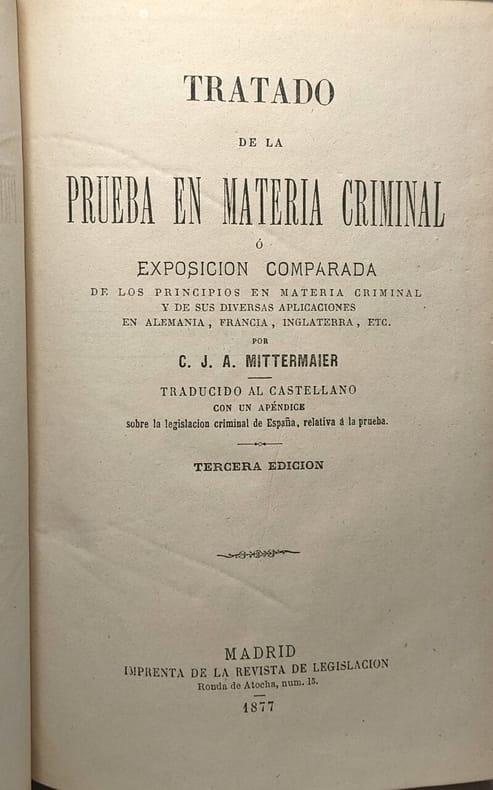 TRATADO
DE LA
PRUEBA EN MATERIA CRIMINAL
Ó
EXPOSICION COMPARADA
DE LOS PRINCIPIOS EN MATERIA CRIMINAL
Y DE SUS DIVERSAS APLICACIONES
EN ALEMANIA, FRANCIA, INGLATERRA, ETC.
POR
C. J. A. MITTERMAIER
TRADUCIDO AL CASTELLANO
CON UN APÉNDICE
sobre la legislacion criminal de España, relativa á la prueba.
TERCERA EDICION
MADRID
IMPRENTA DE LA REVISTA DE LEGISLACION
Ronda de Atocha, num. 15.
1877